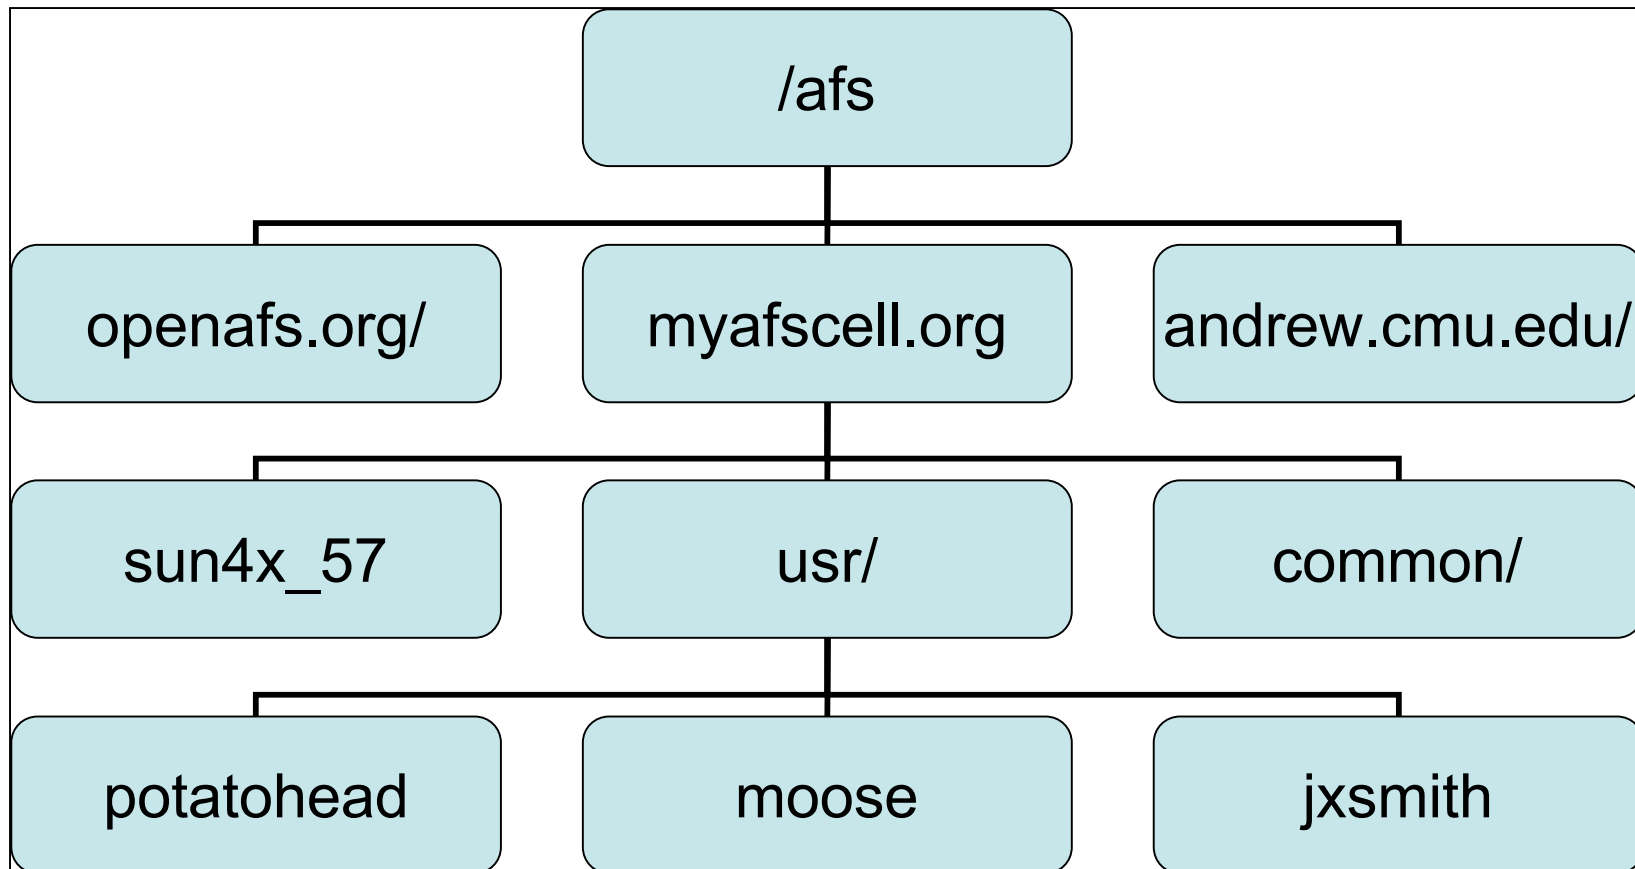 /afs
openafs.org/
myafscell.org
andrew.cmu.edu/
sun4x_57
usr/
common/
potatohead
moose
jxsmith